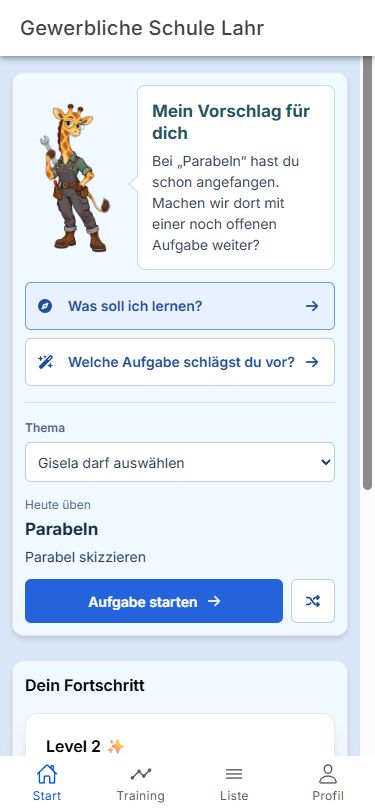 Gewerbliche Schule Lahr
Mein Vorschlag für
dich
Bei „Parabeln“ hast du
schon angefangen.
Machen wir dort mit
einer noch offenen
Aufgabe weiter?
Was soll ich lernen?
Welche Aufgabe schlägst du vor?
Thema
Gisela darf auswählen
Heute üben
Parabeln
Parabel skizzieren
Aufgabe starten
Dein Fortschritt
Level 2 ✨
Start
Training
Liste
Profil